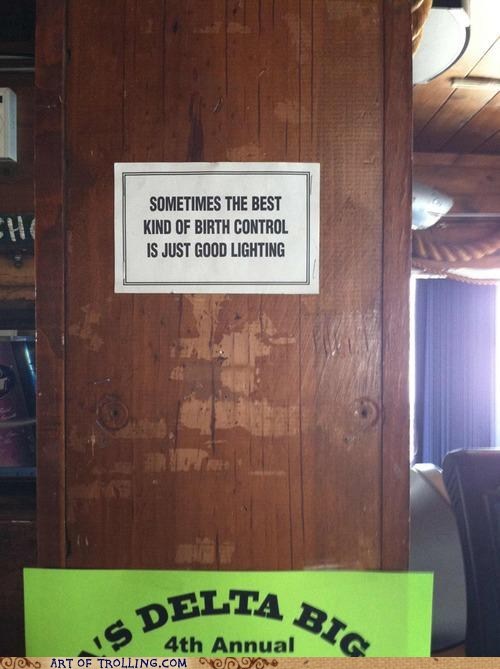 SOMETIMES THE BEST
KIND OF BIRTH CONTROL
IS JUST GOOD LIGHTING
'S DELTA BIG
4th Annual
ART OF TROLLING.COM